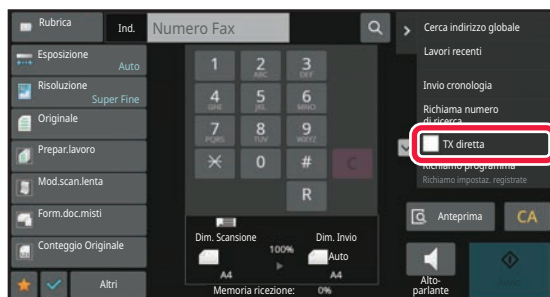 Rubrica
Ind.
Numero Fax
Esposizione
Auto
Risoluzione
Super Fine
Originale
Prepar.lavoro
Mod.scan.lenta
Form.doc.misti
Conteggio Originale
Altri
1
2
ABC
3
DEF
4
GHI
5
JKL
6
MNO
7
PQRS
8
TUV
9
WXYZ
0
#
C
R
Dim. Scansione
100%
Dim. Invio
Auto
A4
A4
Memoria ricezione: 0%
Cerca indirizzo globale
Lavori recenti
Invio cronologia
Richiama numero
di ricerca
TX diretta
Richiamo programma
Richiamo impostaz. registrate
Anteprima
CA
Alto-
parlante